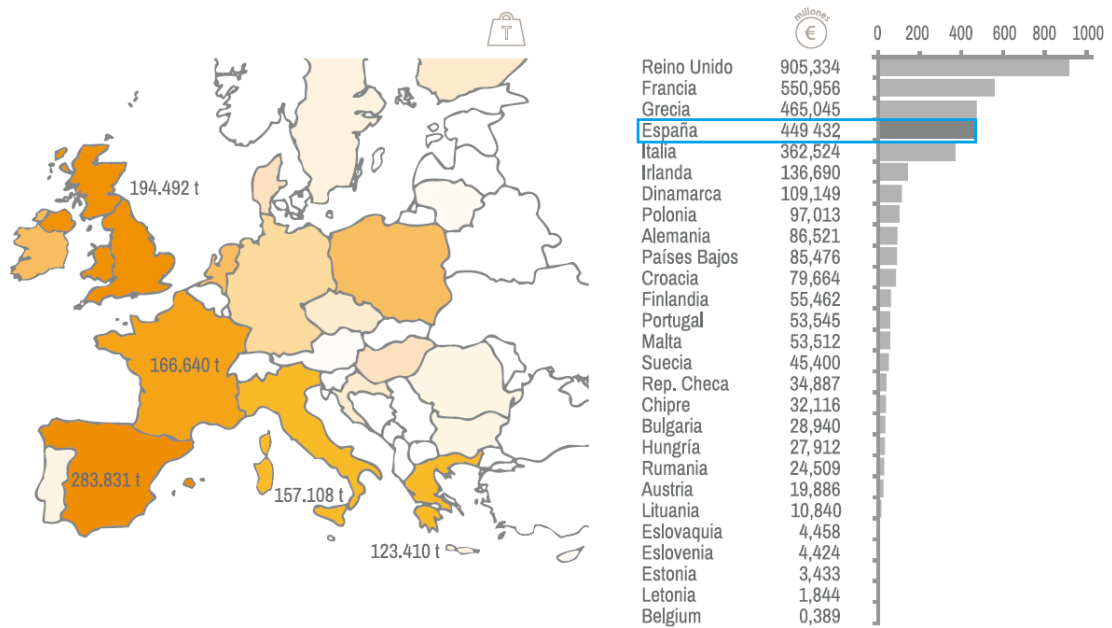 T
millones
€
0 200 400 600 800 1000
194.492 t
166.640 t
283.831 t
157.108 t
123.410 t
Reino Unido 905,334
Francia 550,956
Grecia 465,045
España 449 432
Italia 362,524
Irlanda 136,690
Dinamarca 109,149
Polonia 97,013
Alemania 86,521
Países Bajos 85,476
Croacia 79,664
Finlandia 55,462
Portugal 53,545
Malta 53,512
Suecia 45,400
Rep. Checa 34,887
Chipre 32,116
Bulgaria 28,940
Hungría 27,912
Rumania 24,509
Austria 19,886
Lituania 10,840
Eslovaquia 4,458
Eslovenia 4,424
Estonia 3,433
Letonia 1,844
Belgium 0,389